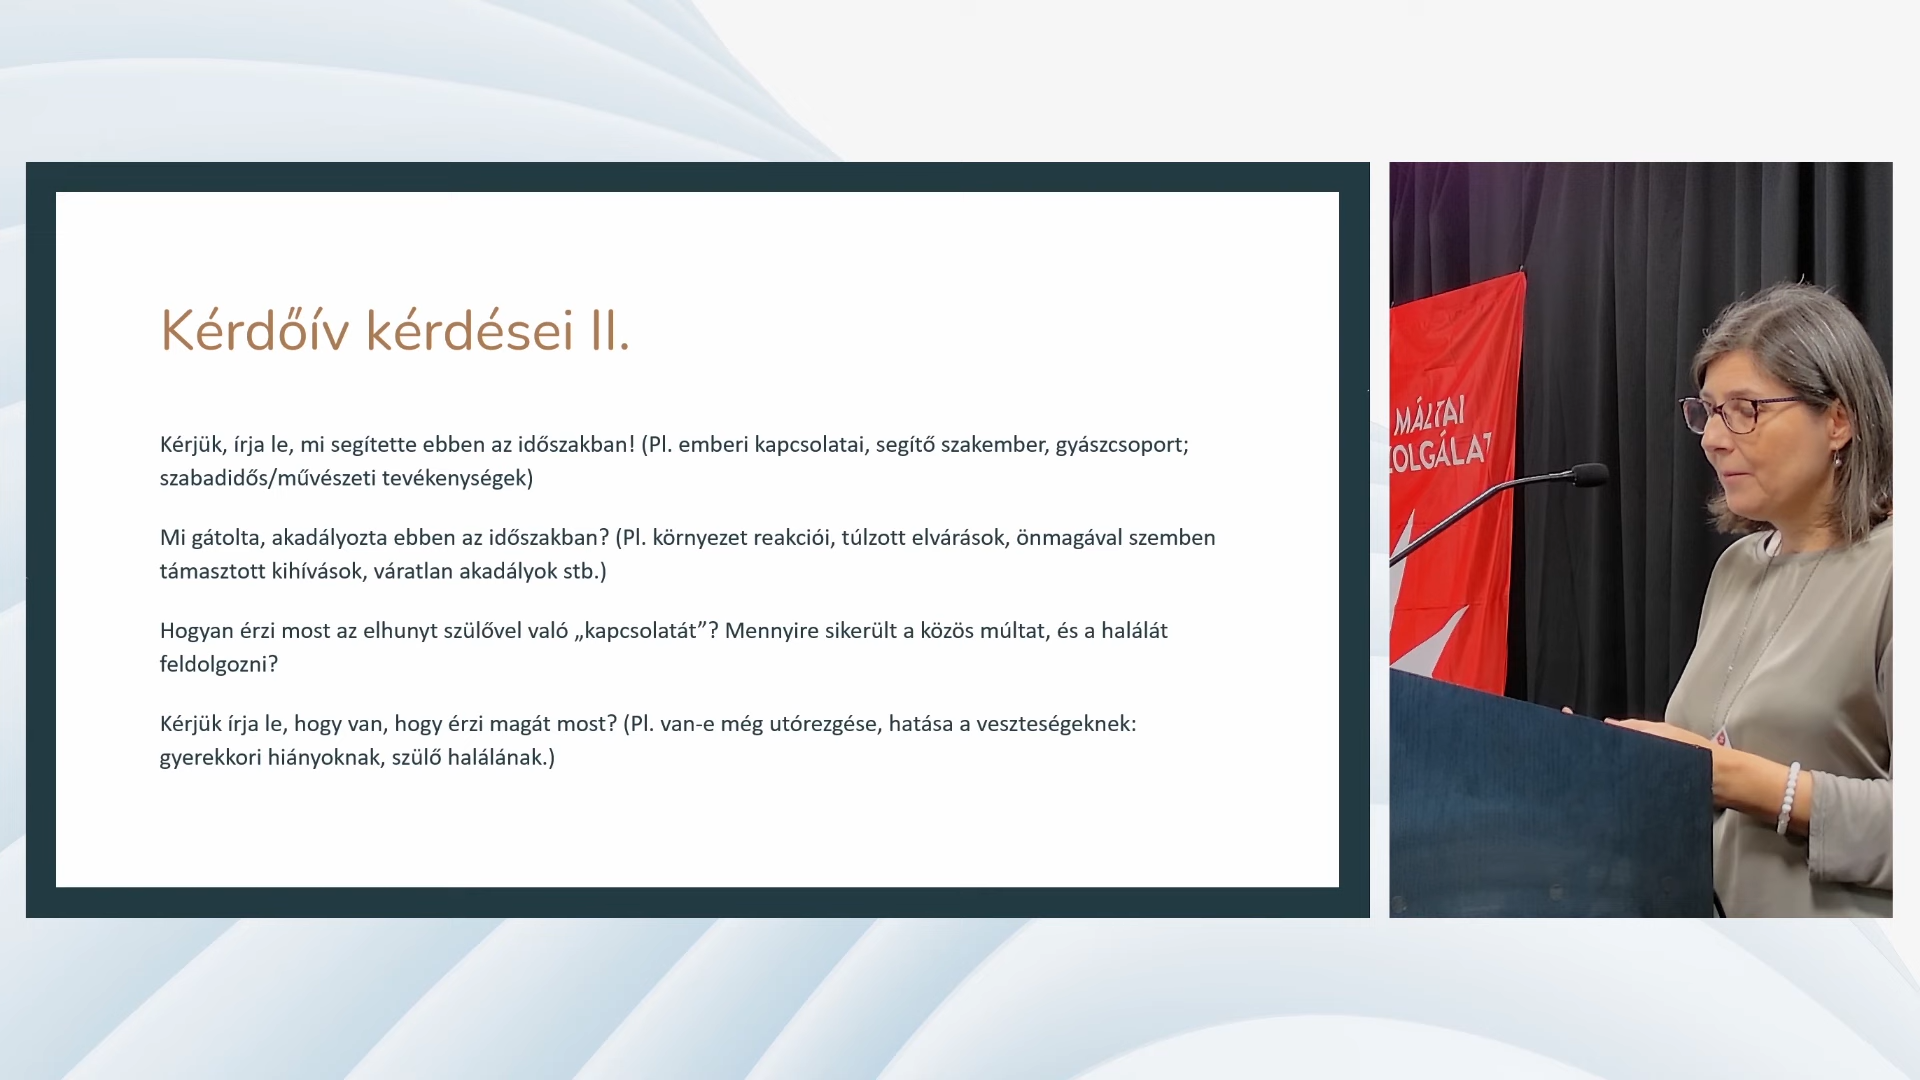 Kérdőív kérdései II.
Kérjük, írja le, mi segítette ebben az időszakban! (Pl. emberi kapcsolatai, segítő szakember, gyászcsoport;
szabadidős/művészeti tevékenységek)
Mi gátolta, akadályozta ebben az időszakban? (Pl. környezet reakciói, túlzott elvárások, önmagával szemben
támasztott kihívások, váratlan akadályok stb.)
Hogyan érzi most az elhunyt szülővel való „kapcsolatát”? Mennyire sikerült a közös múltat, és a halálát
feldolgozni?
Kérjük írja le, hogy van, hogy érzi magát most? (Pl. van-e még utórezgése, hatása a veszteségeknek:
gyerekkori hiányoknak, szülő halálának.)
MÁLTAI